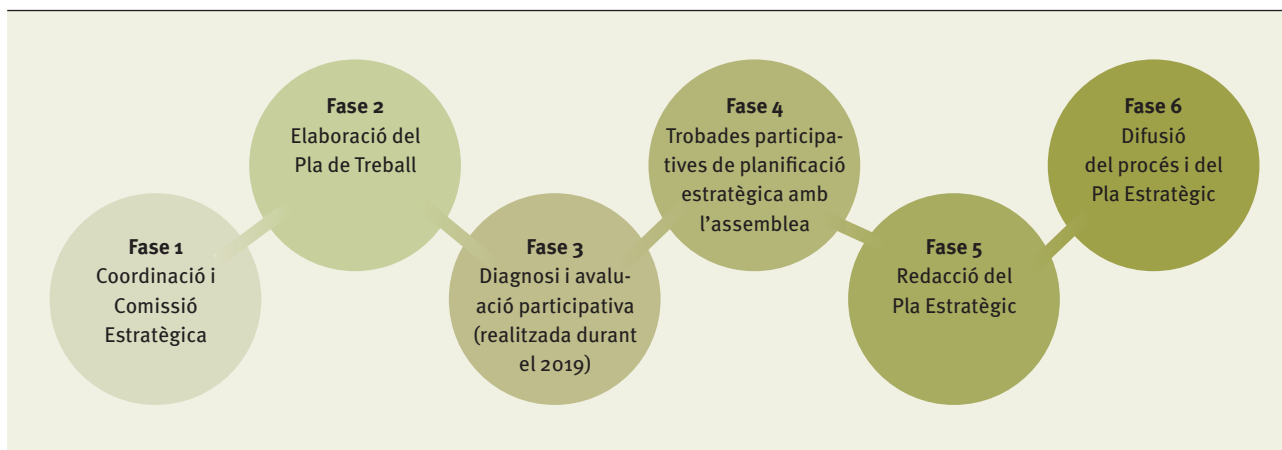 Fase 1
Coordinació i
Comissió
Estratègica
Fase 2
Elaboració del
Pla de Treball
Fase 3
Diagnosi i avalu-
ació participativa
(realitzada durant
el 2019)
Fase 4
Trobades participa-
tives de planificació
estratègica amb
l’assemblea
Fase 5
Redacció del
Pla Estratègic
Fase 6
Difusió
del procés i del
Pla Estratègic